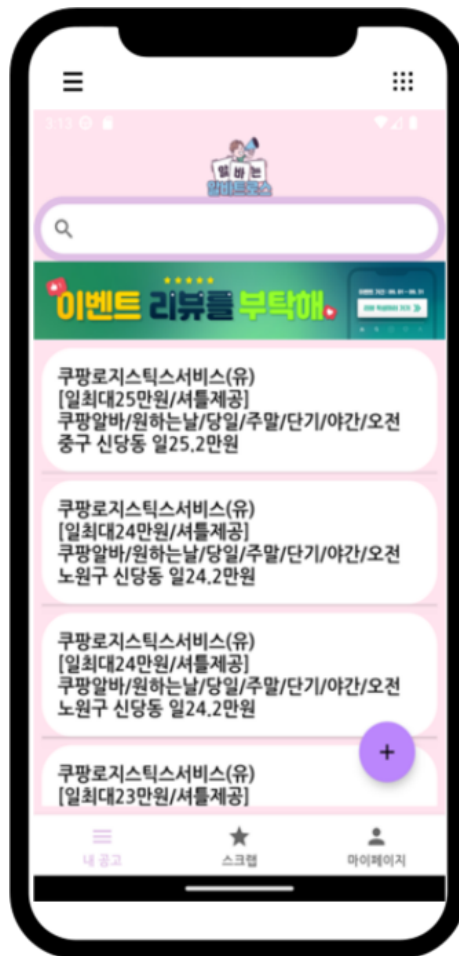 3:13
알바는
알바트로스
이벤트 리뷰를 부탁해
쿠팡로지스틱스서비스(유)
[일최대25만원/셔틀제공]
쿠팡알바/원하는날/당일/주말/단기/야간/오전
중구 신당동 일25.2만원
쿠팡로지스틱스서비스(유)
[일최대24만원/셔틀제공]
쿠팡알바/원하는날/당일/주말/단기/야간/오전
노원구 신당동 일24.2만원
쿠팡로지스틱스서비스(유)
[일최대24만원/셔틀제공]
쿠팡알바/원하는날/당일/주말/단기/야간/오전
노원구 신당동 일24.2만원
쿠팡로지스틱스서비스(유)
[일최대23만원/셔틀제공]
내 공고
스크랩
마이페이지